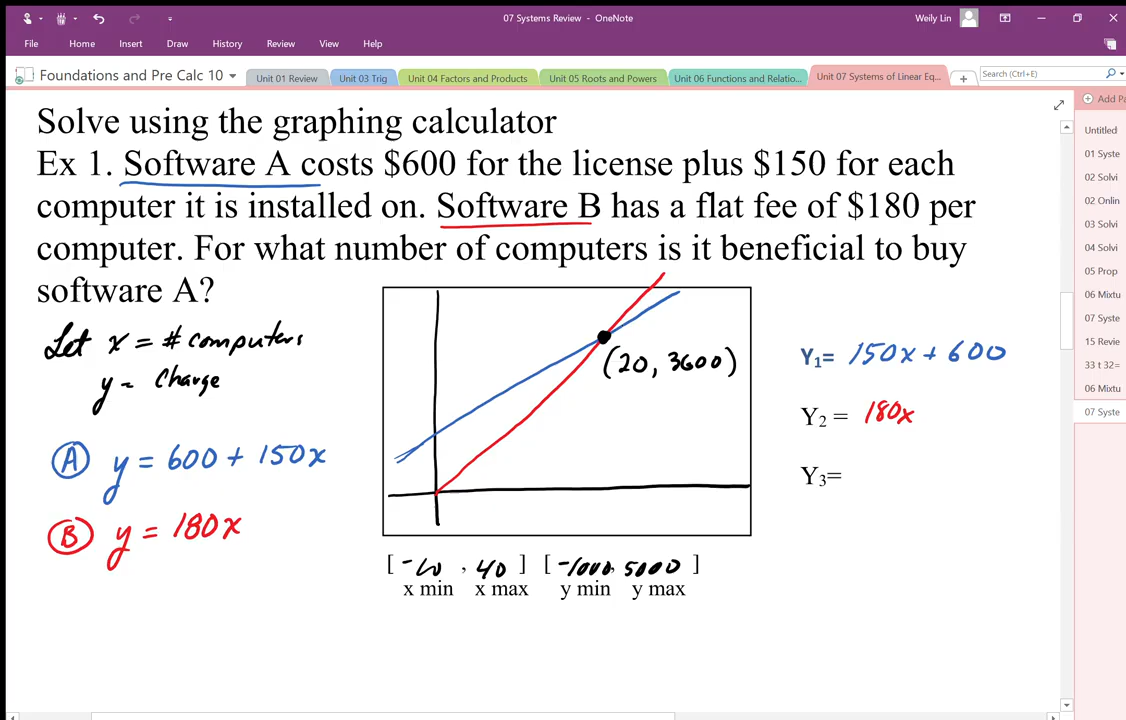 07 Systems Review - OneNote
Weily Lin
File Home Insert Draw History Review View Help
Foundations and Pre Calc 10
Unit 01 Review
Unit 03 Trig
Unit 04 Factors and Products
Unit 05 Roots and Powers
Unit 06 Functions and Relatio...
Unit 07 Systems of Linear Eq...
Search (Ctrl+E)
Add Pa
Untitled
01 Syste
02 Solvi
02 Onlin
03 Solvi
04 Solvi
05 Prop
06 Mixtu
07 Syste
15 Revie
33 t 32=
06 Mixtu
07 Syste
Solve using the graphing calculator
Ex 1. Software A costs $600 for the license plus $150 for each
computer it is installed on. Software B has a flat fee of $180 per
computer. For what number of computers is it beneficial to buy
software A?
Let x = # computers
y = charge
(A) y = 600 + 150x
(B) y = 180x
(20, 3600)
Y1= 150x + 600
Y2 = 180x
Y3=
[ -10 , 40 ] [ -1000, 5000 ]
x min x max y min y max